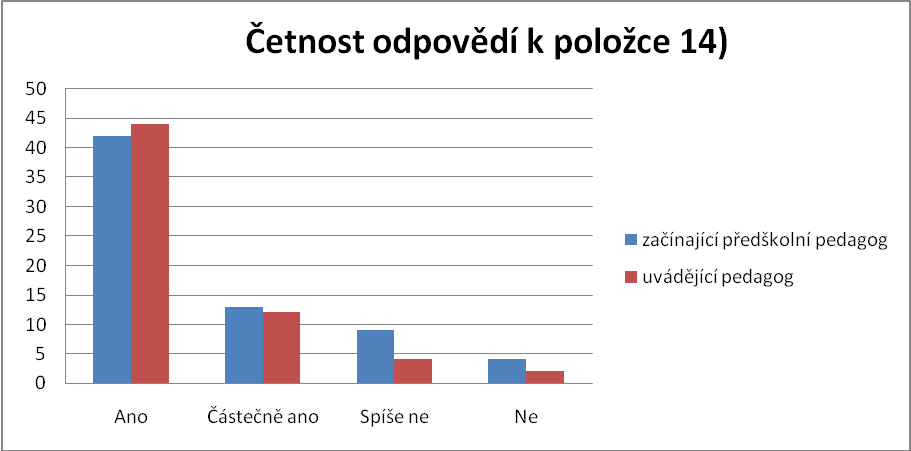 Četnost odpovědí k položce 14)
50
45
40
35
30
25
20
15
10
5
0
Ano Částečně ano Spíše ne Ne
začínající předškolní pedagog
uvádějící pedagog